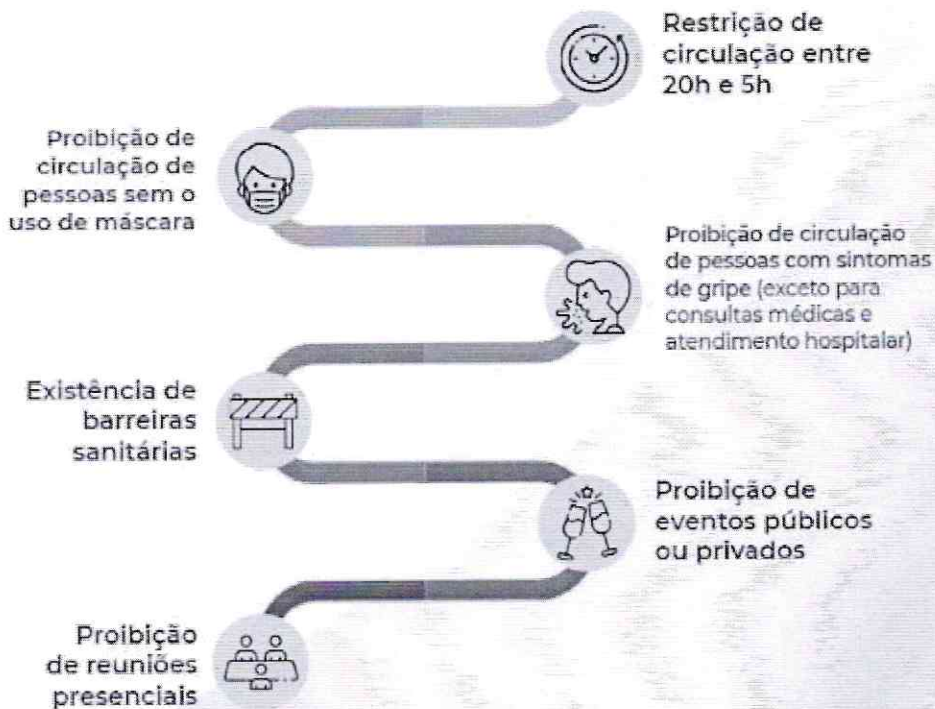 Restrição de
circulação entre
20h e 5h
Proibição de
circulação de
pessoas sem o
uso de máscara
Proibição de circulação
de pessoas com sintomas
de gripe (exceto para
consultas médicas e
atendimento hospitalar)
Existência de
barreiras
sanitárias
Proibição de
eventos públicos
ou privados
Proibição
de reuniões
presenciais